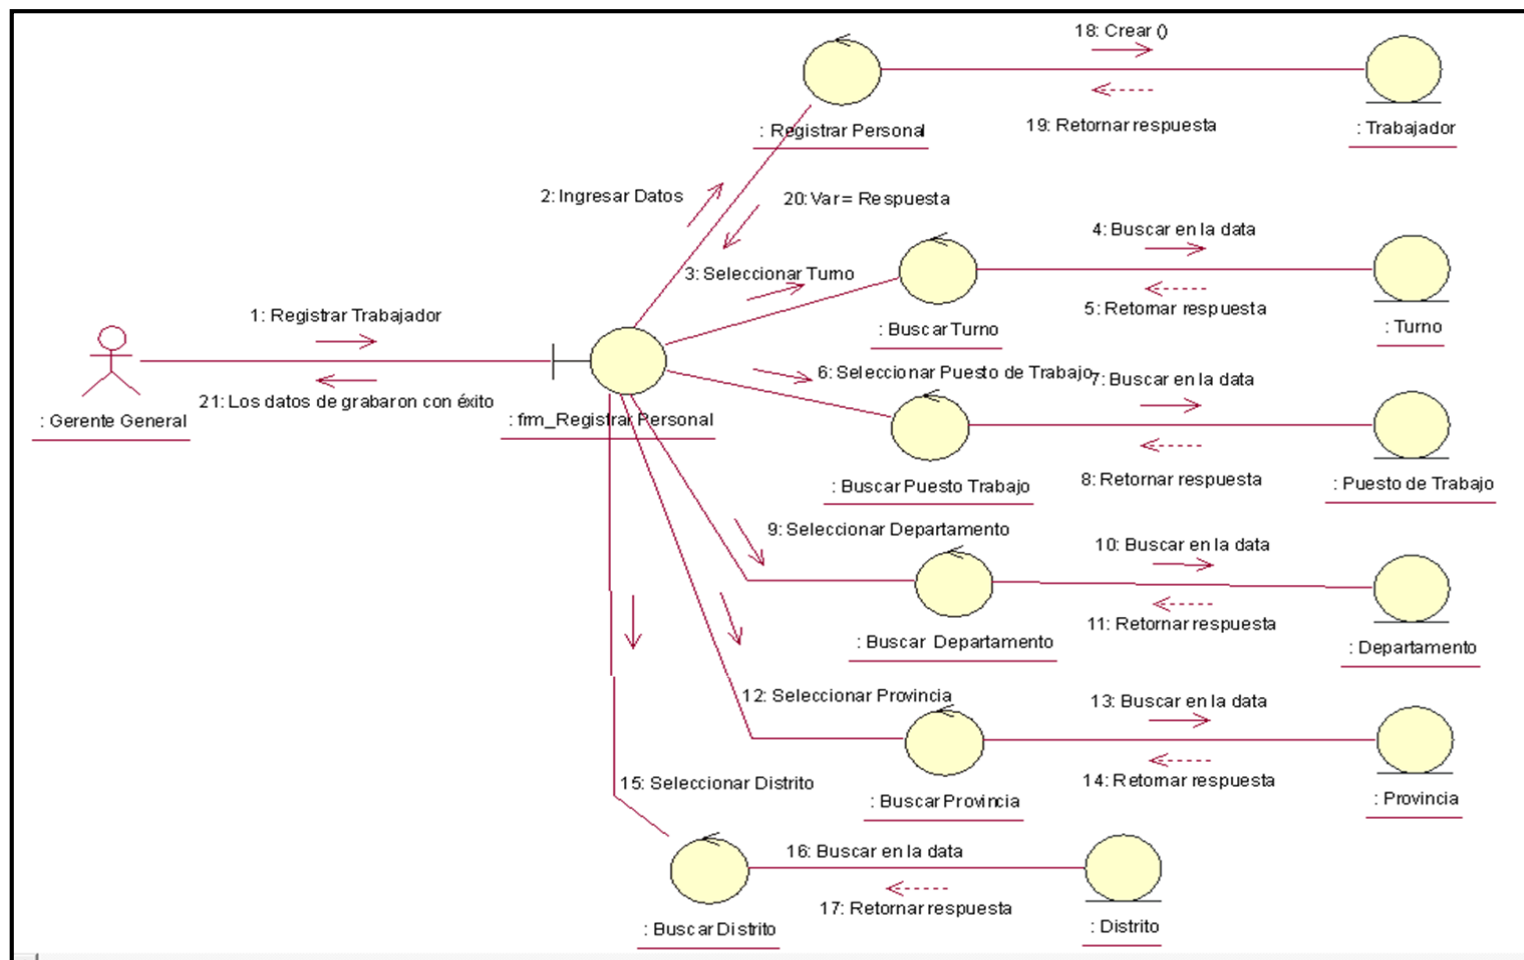 18: Crear ()
: Registrar Personal
19: Retornar respuesta
: Trabajador
2: Ingresar Datos
20: Var = Respuesta
4: Buscar en la data
3: Seleccionar Turno
1: Registrar Trabajador
: Buscar Turno
5: Retornar respuesta
: Turno
6: Seleccionar Puesto de Trabajo
7: Buscar en la data
21: Los datos de grabaron con éxito
: Gerente General
: frm_Registrar Personal
: Buscar Puesto Trabajo
8: Retornar respuesta
: Puesto de Trabajo
9: Seleccionar Departamento
10: Buscar en la data
: Buscar Departamento
11: Retornar respuesta
: Departamento
12: Seleccionar Provincia
13: Buscar en la data
15: Seleccionar Distrito
: Buscar Provincia
14: Retornar respuesta
: Provincia
16: Buscar en la data
17: Retornar respuesta
: Buscar Distrito
: Distrito